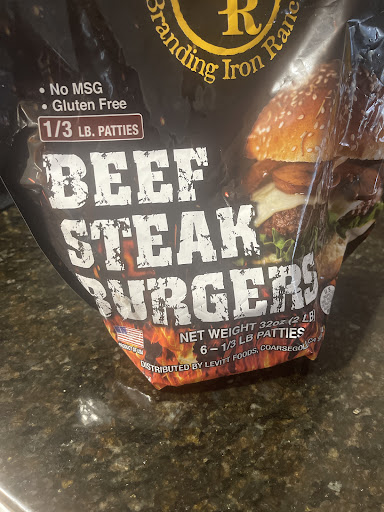 R
Branding Iron Ranch
• No MSG
• Gluten Free
1/3 LB. PATTIES
BEEF
STEAK
BURGERS
NET WEIGHT 32oz (2 LB)
6 – 1/3 LB PATTIES
DISTRIBUTED BY LEVITT FOODS,